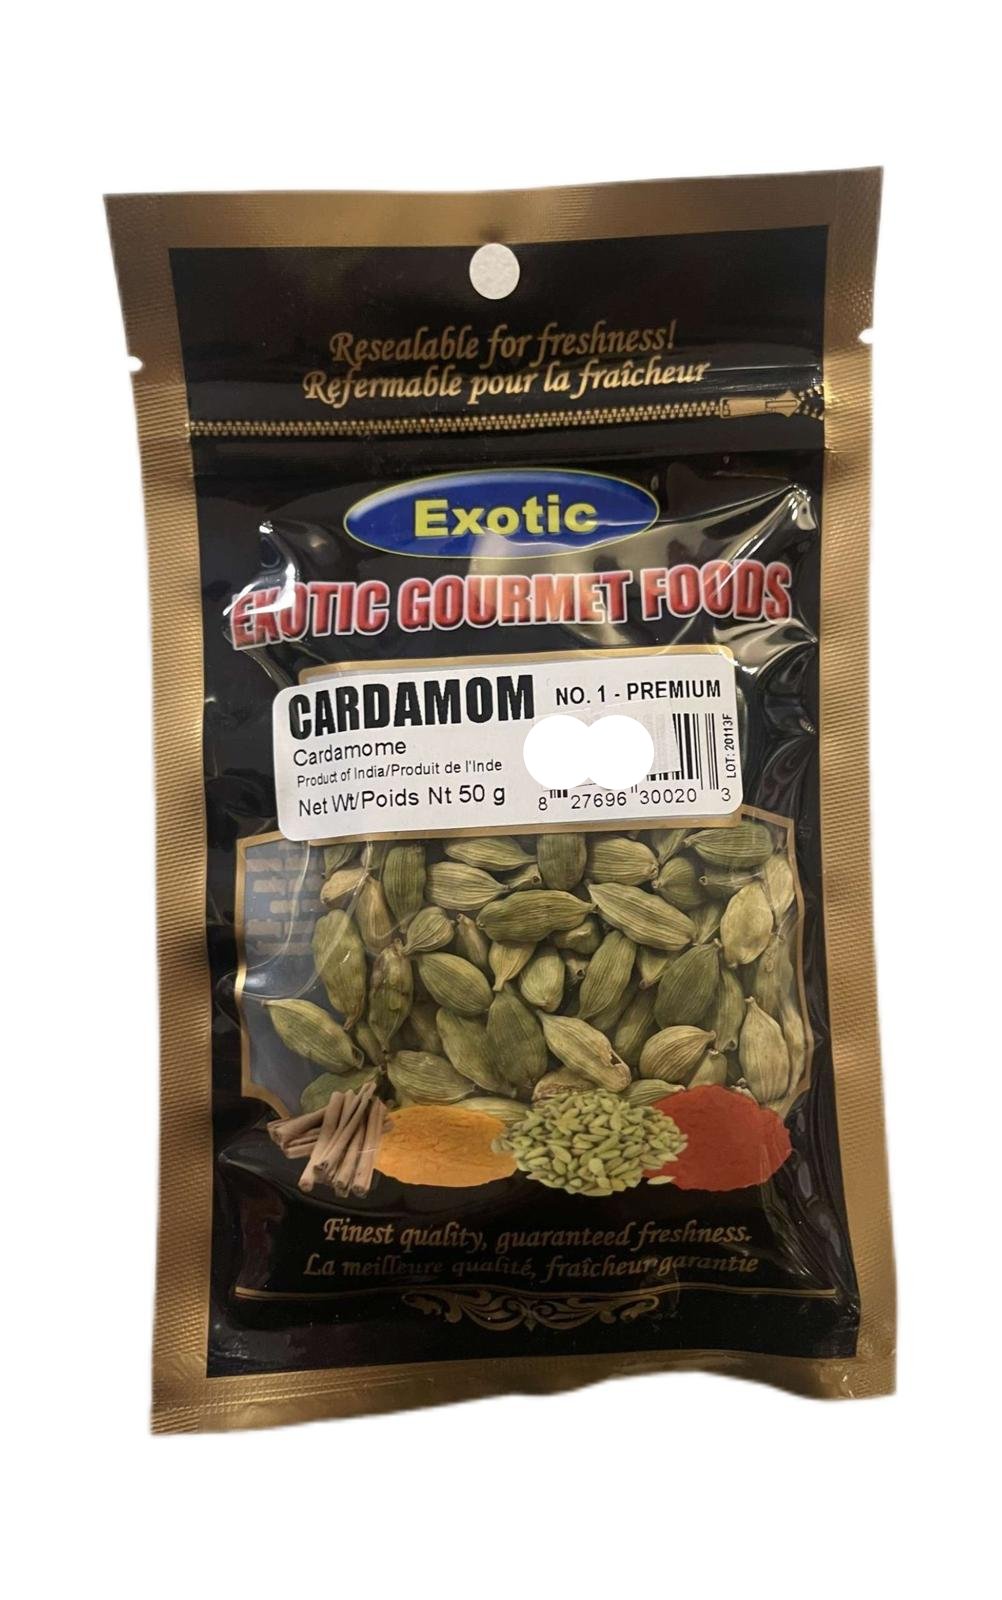 Resealable for freshness!
Refermable pour la fraîcheur
Exotic
EXOTIC GOURMET FOODS
CARDAMOM NO. 1 - PREMIUM
Cardamome
Product of India/Produit de l'Inde
Net Wt/Poids Nt 50 g
8 27696 30020 3
LOT: 20113F
Finest quality, guaranteed freshness.
La meilleure qualité, fraîcheur garantie